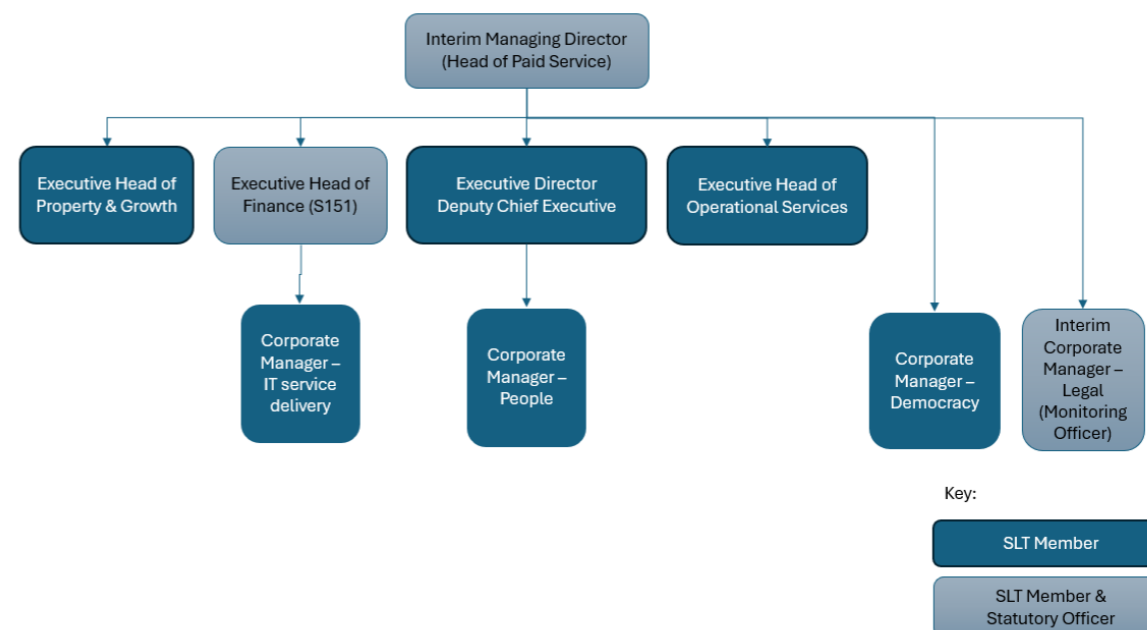 Interim Managing Director
(Head of Paid Service)
Executive Head of
Property & Growth
Executive Head of
Finance (S151)
Executive Director
Deputy Chief Executive
Executive Head of
Operational Services
Corporate
Manager –
IT service
delivery
Corporate
Manager –
People
Corporate
Manager –
Democracy
Interim
Corporate
Manager –
Legal
(Monitoring
Officer)
Key:
SLT Member
SLT Member &
Statutory Officer